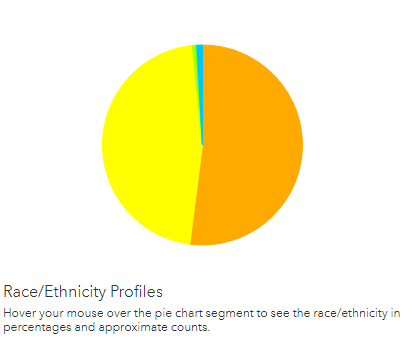 Race/Ethnicity Profiles
Hover your mouse over the pie chart segment to see the race/ethnicity in
percentages and approximate counts.